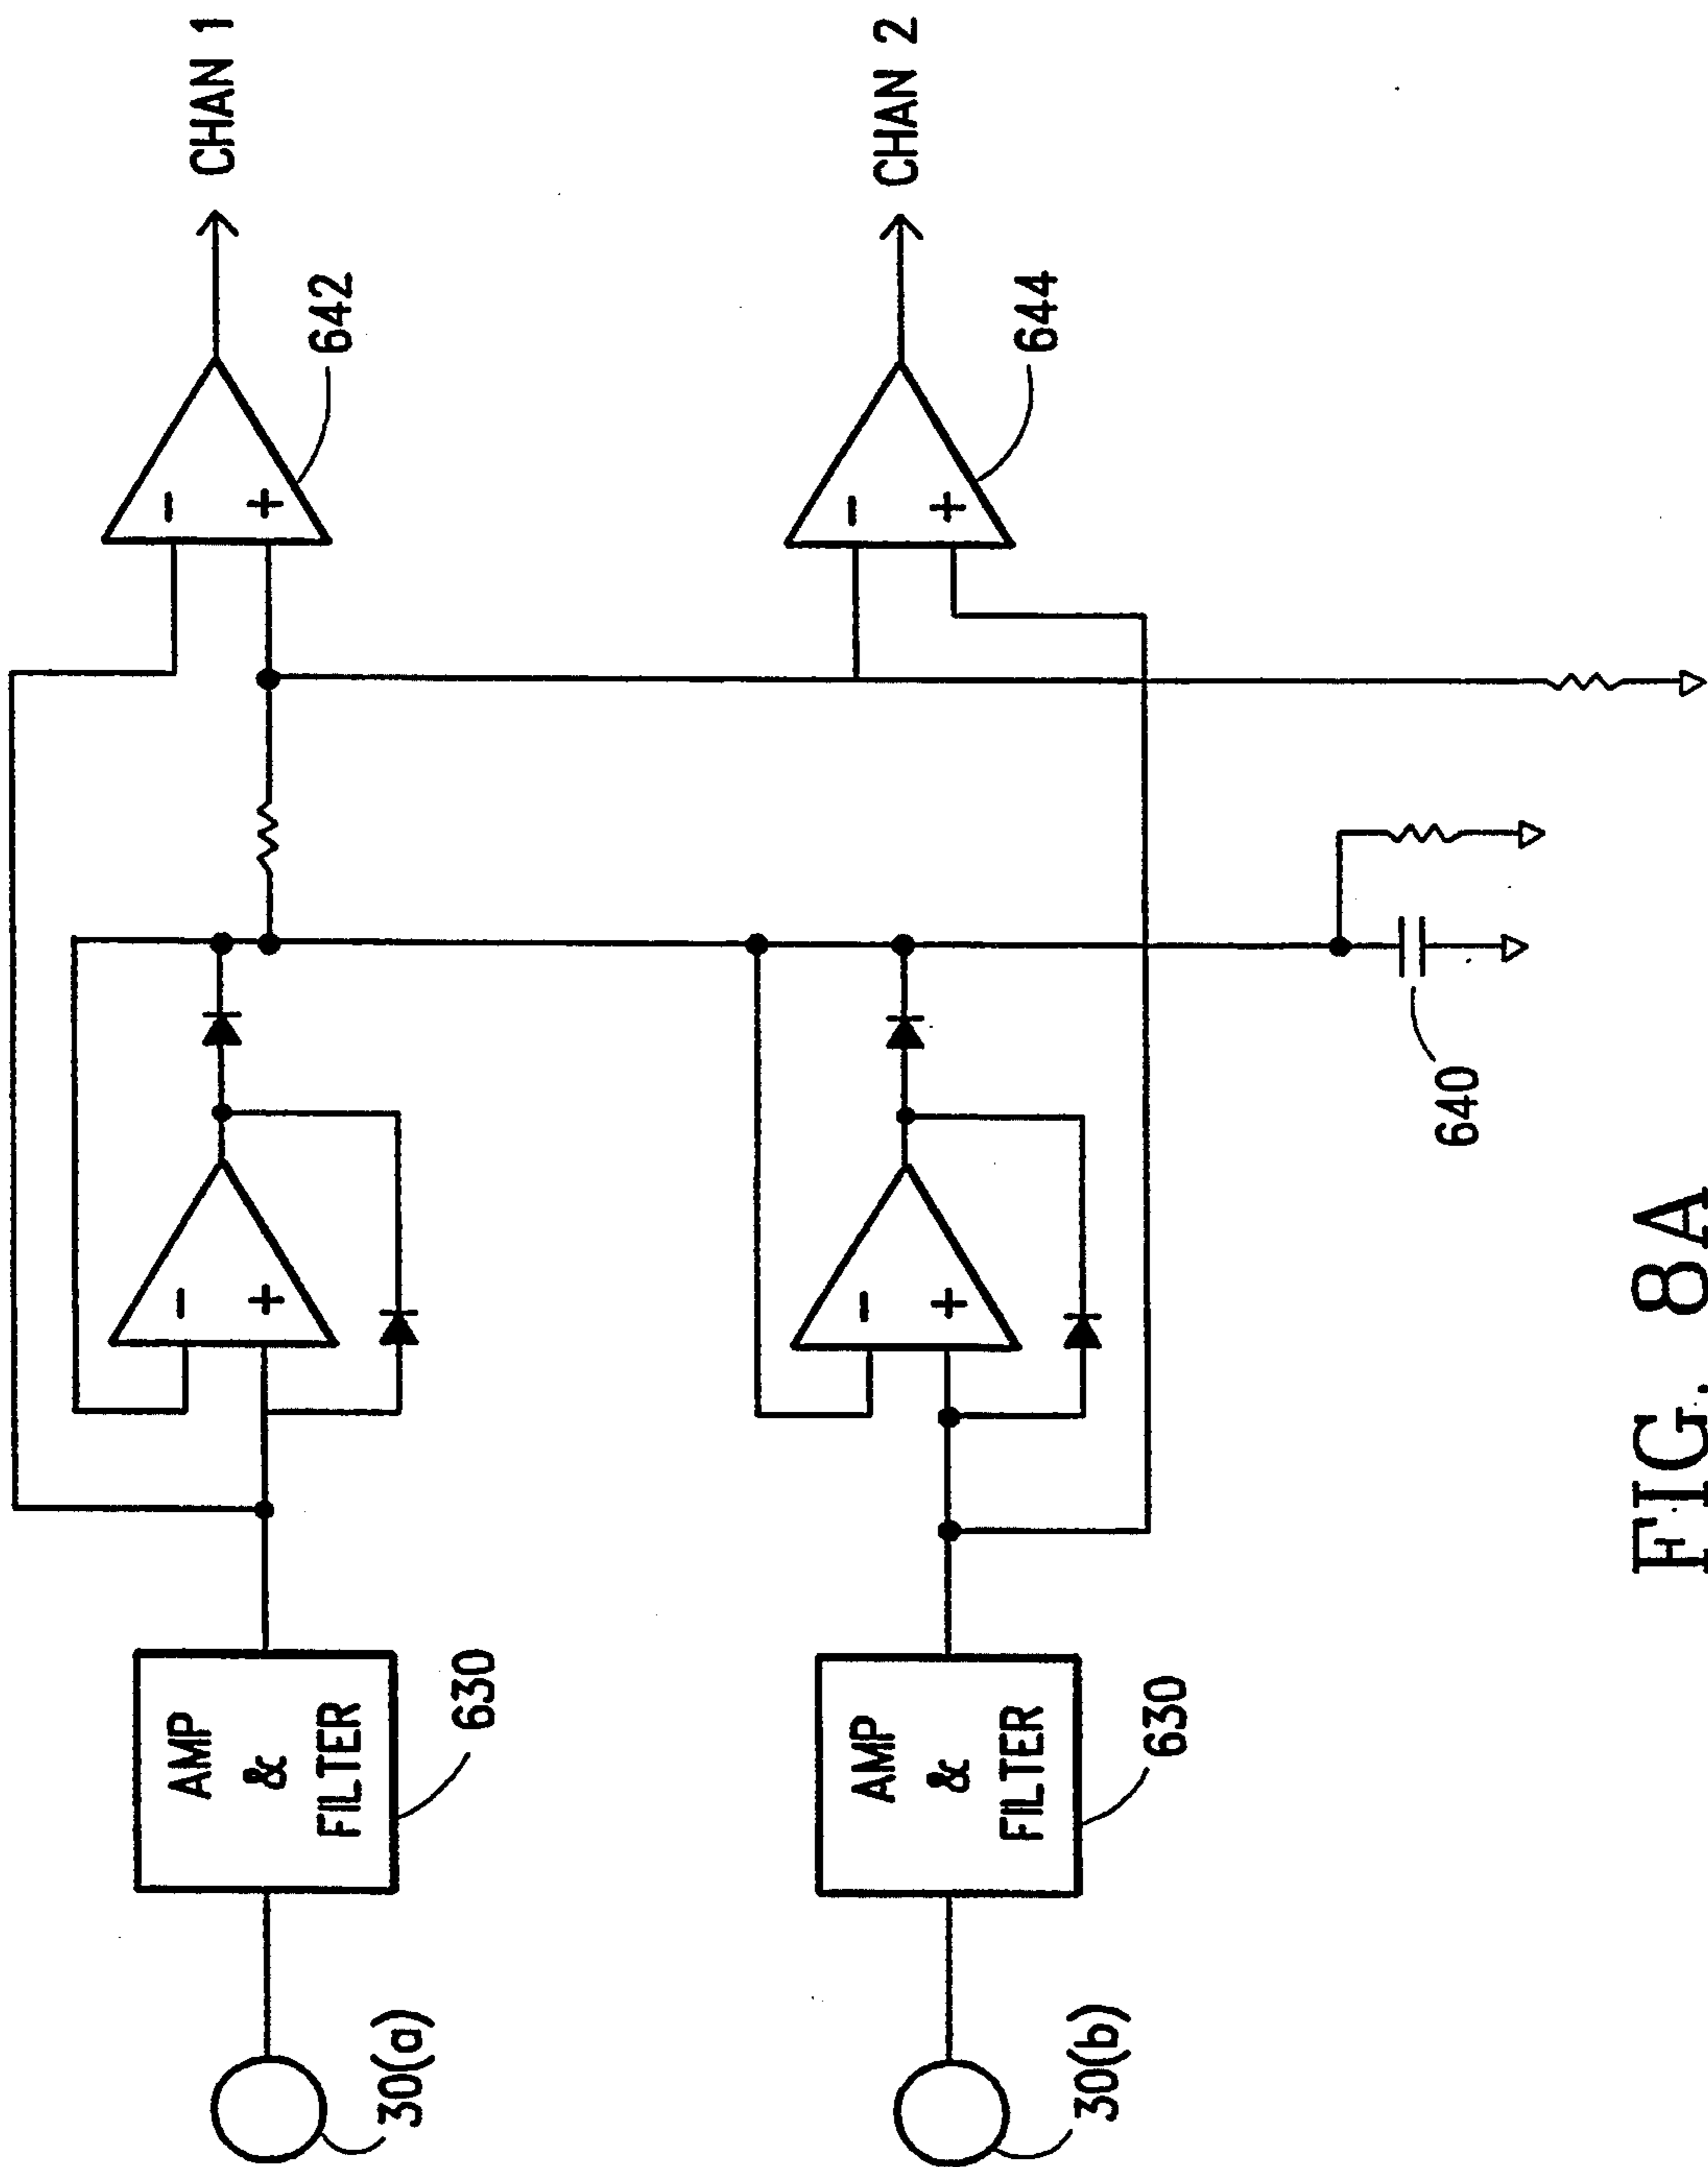 CHAN 1
642
CHAN 2
644
-
+
-
+
-
+
-
+
640
AMP
&
FILTER
630
AMP
&
FILTER
630
30(a)
30(b)
FIG. 8A